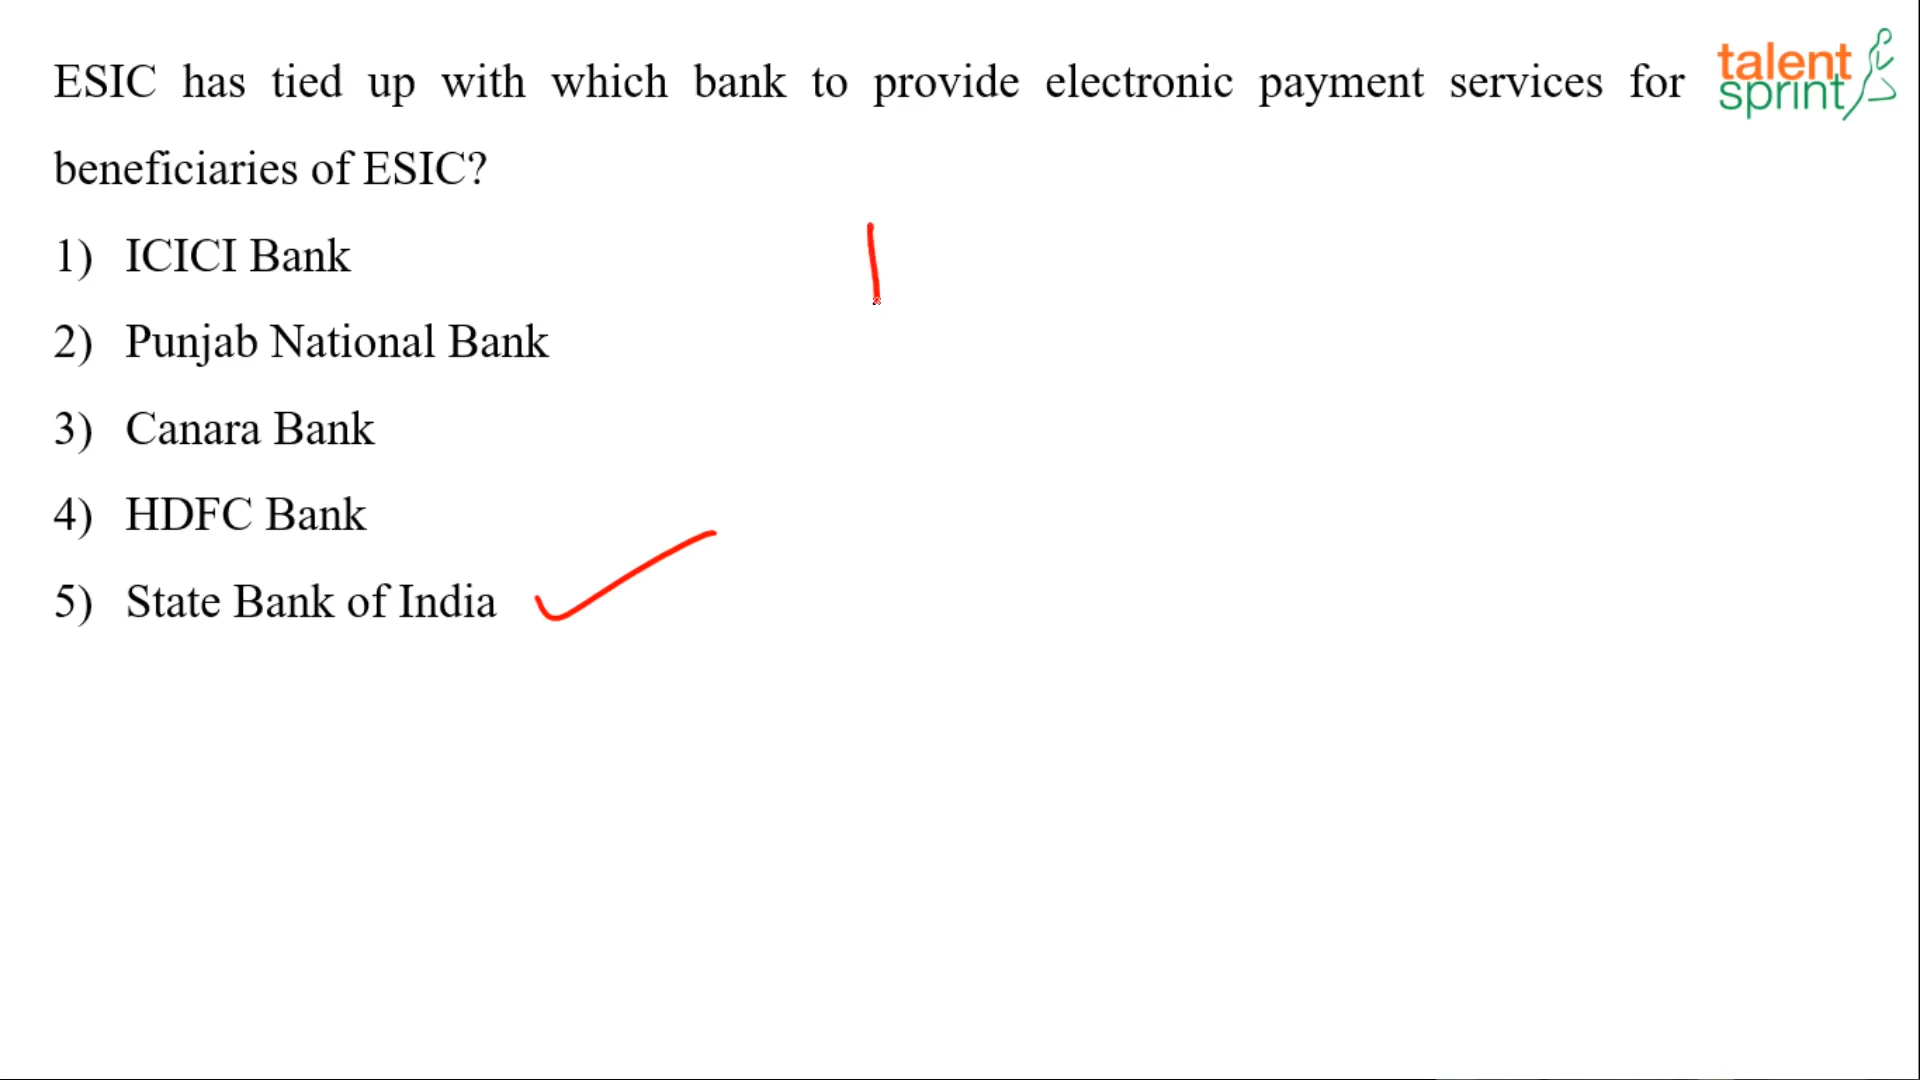 ESIC has tied up with which bank to provide electronic payment services for
beneficiaries of ESIC?
1) ICICI Bank
2) Punjab National Bank
3) Canara Bank
4) HDFC Bank
5) State Bank of India
talent
sprint